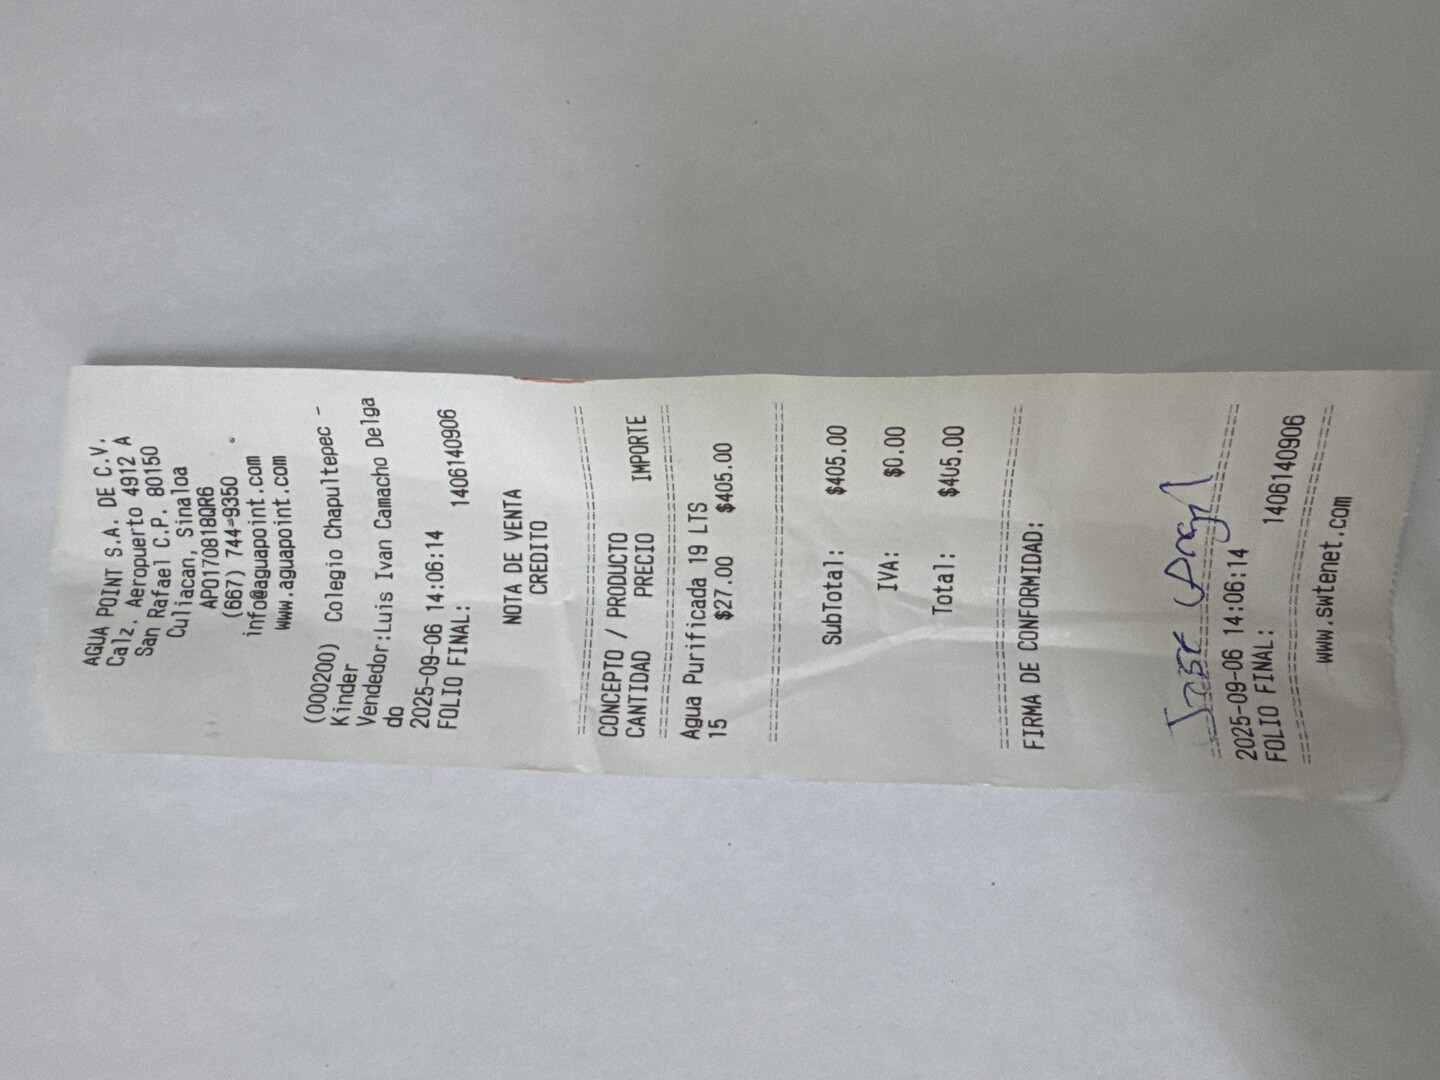 AGUA POINT S.A. DE C.V.
Calz. Aeropuerto 4912 A
San Rafael C.P. 80150
Culiacan, Sinaloa
APO170818QR6
(667) 744-9350
info@aguapoint.com
www.aguapoint.com
(000200) Colegio Chapultepec -
Kinder
Vendedor:Luis Ivan Camacho Delga
do
2025-09-06 14:06:14
FOLIO FINAL: 1406140906
NOTA DE VENTA
CREDITO
CONCEPTO / PRODUCTO
CANTIDAD PRECIO IMPORTE
Agua Purificada 19 LTS
15 $27.00 $405.00
SubTotal: $405.00
IVA: $0.00
Total: $405.00
FIRMA DE CONFORMIDAD:
2025-09-06 14:06:14
FOLIO FINAL: 1406140906
www.swtenet.com